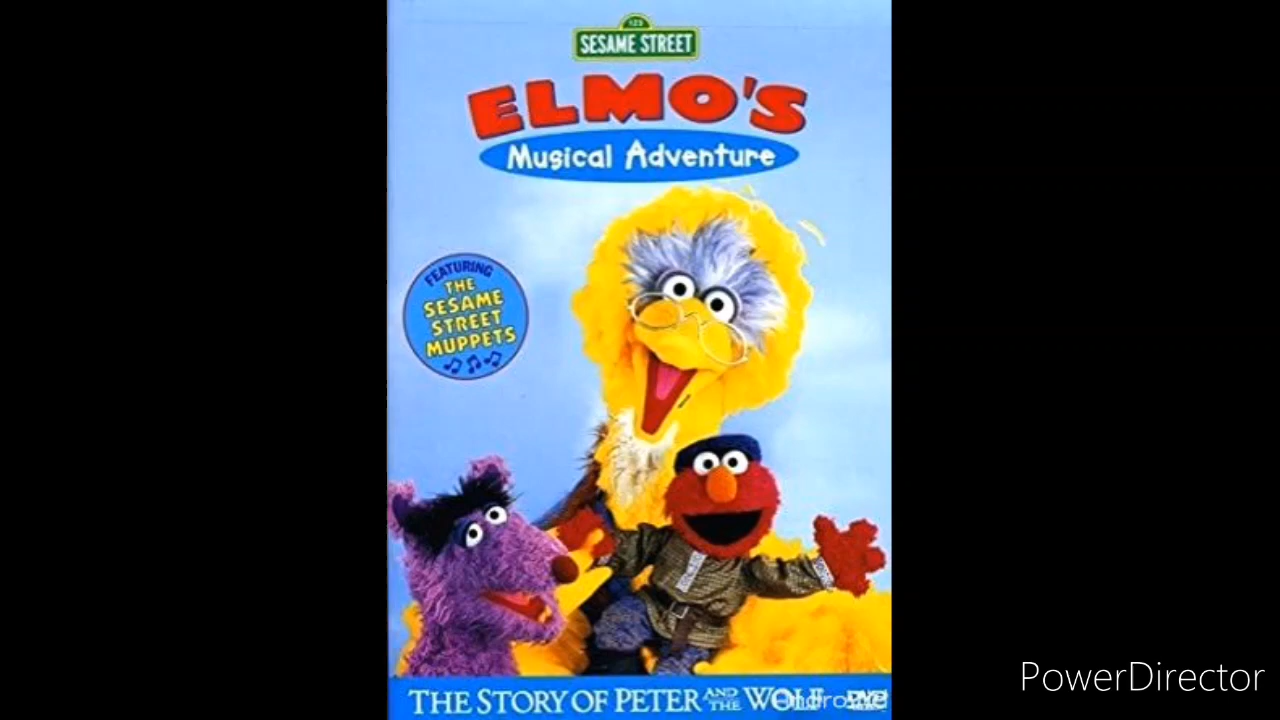 123
SESAME STREET
ELMO'S
Musical Adventure
FEATURING
THE
SESAME
STREET
MUPPETS
THE STORY OF PETER AND THE WOLF
DVD
PowerDirector